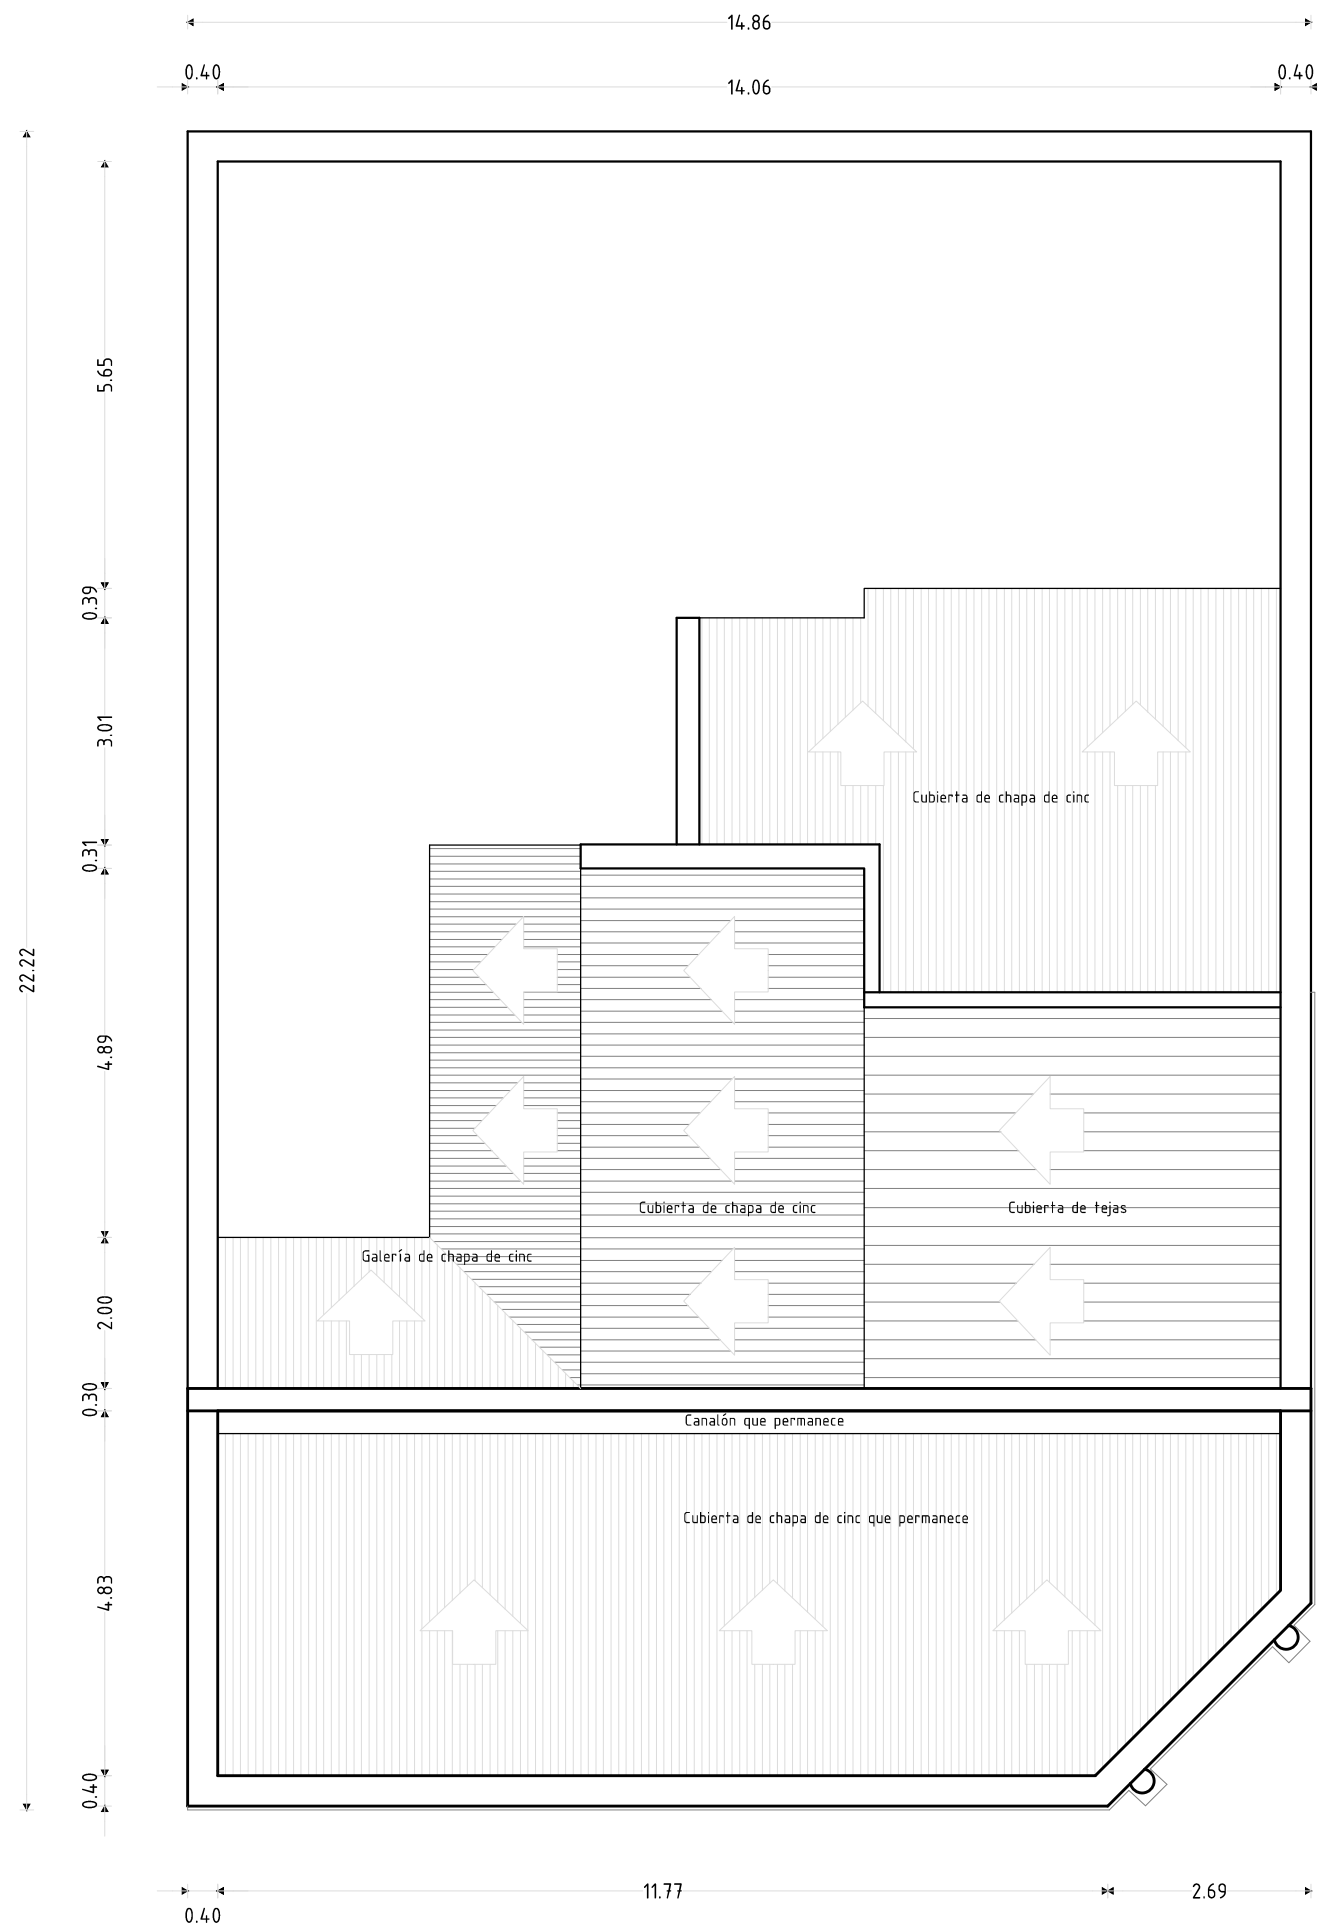 14.86
0.40
14.06
0.40
5.65
0.39
3.01
Cubierta de chapa de cinc
0.31
22.22
4.89
Cubierta de chapa de cinc
Cubierta de tejas
Galería de chapa de cinc
2.00
0.30
Canalón que permanece
Cubierta de chapa de cinc que permanece
4.83
0.40
11.77
2.69
0.40